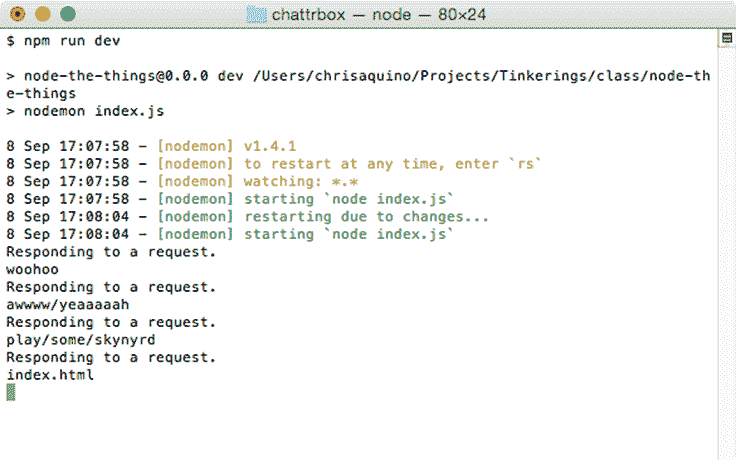 chattrbox — node — 80×24
$ npm run dev
> node-the-things@0.0.0 dev /Users/chrisaquino/Projects/Tinkerings/class/node-th
e-things
> nodemon index.js
8 Sep 17:07:58 - [nodemon] v1.4.1
8 Sep 17:07:58 - [nodemon] to restart at any time, enter `rs`
8 Sep 17:07:58 - [nodemon] watching: *.*
8 Sep 17:07:58 - [nodemon] starting `node index.js`
8 Sep 17:08:04 - [nodemon] restarting due to changes...
8 Sep 17:08:04 - [nodemon] starting `node index.js`
Responding to a request.
woohoo
Responding to a request.
awwww/yeaaaaah
Responding to a request.
play/some/skynyrd
Responding to a request.
index.html